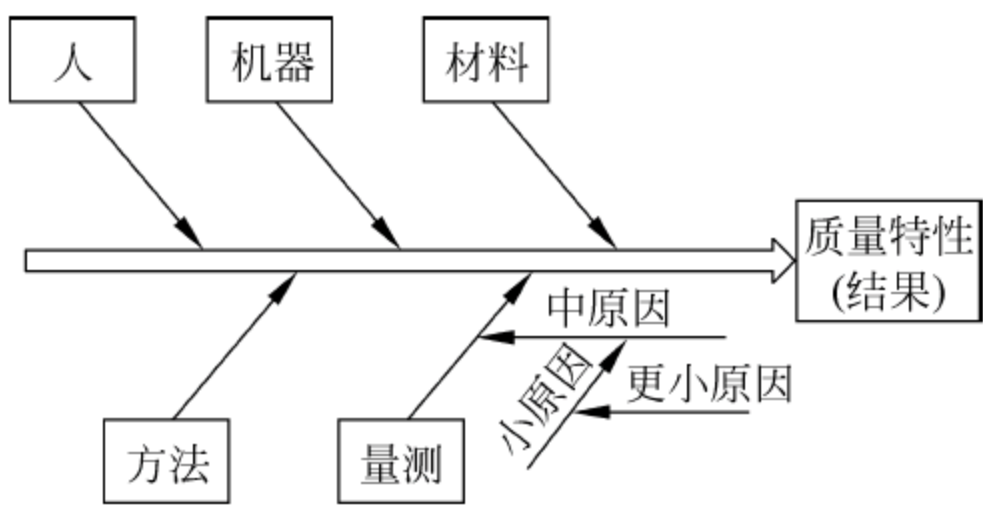 人
机器
材料
质量特性
(结果)
中原因
小原因
更小原因
方法
量测